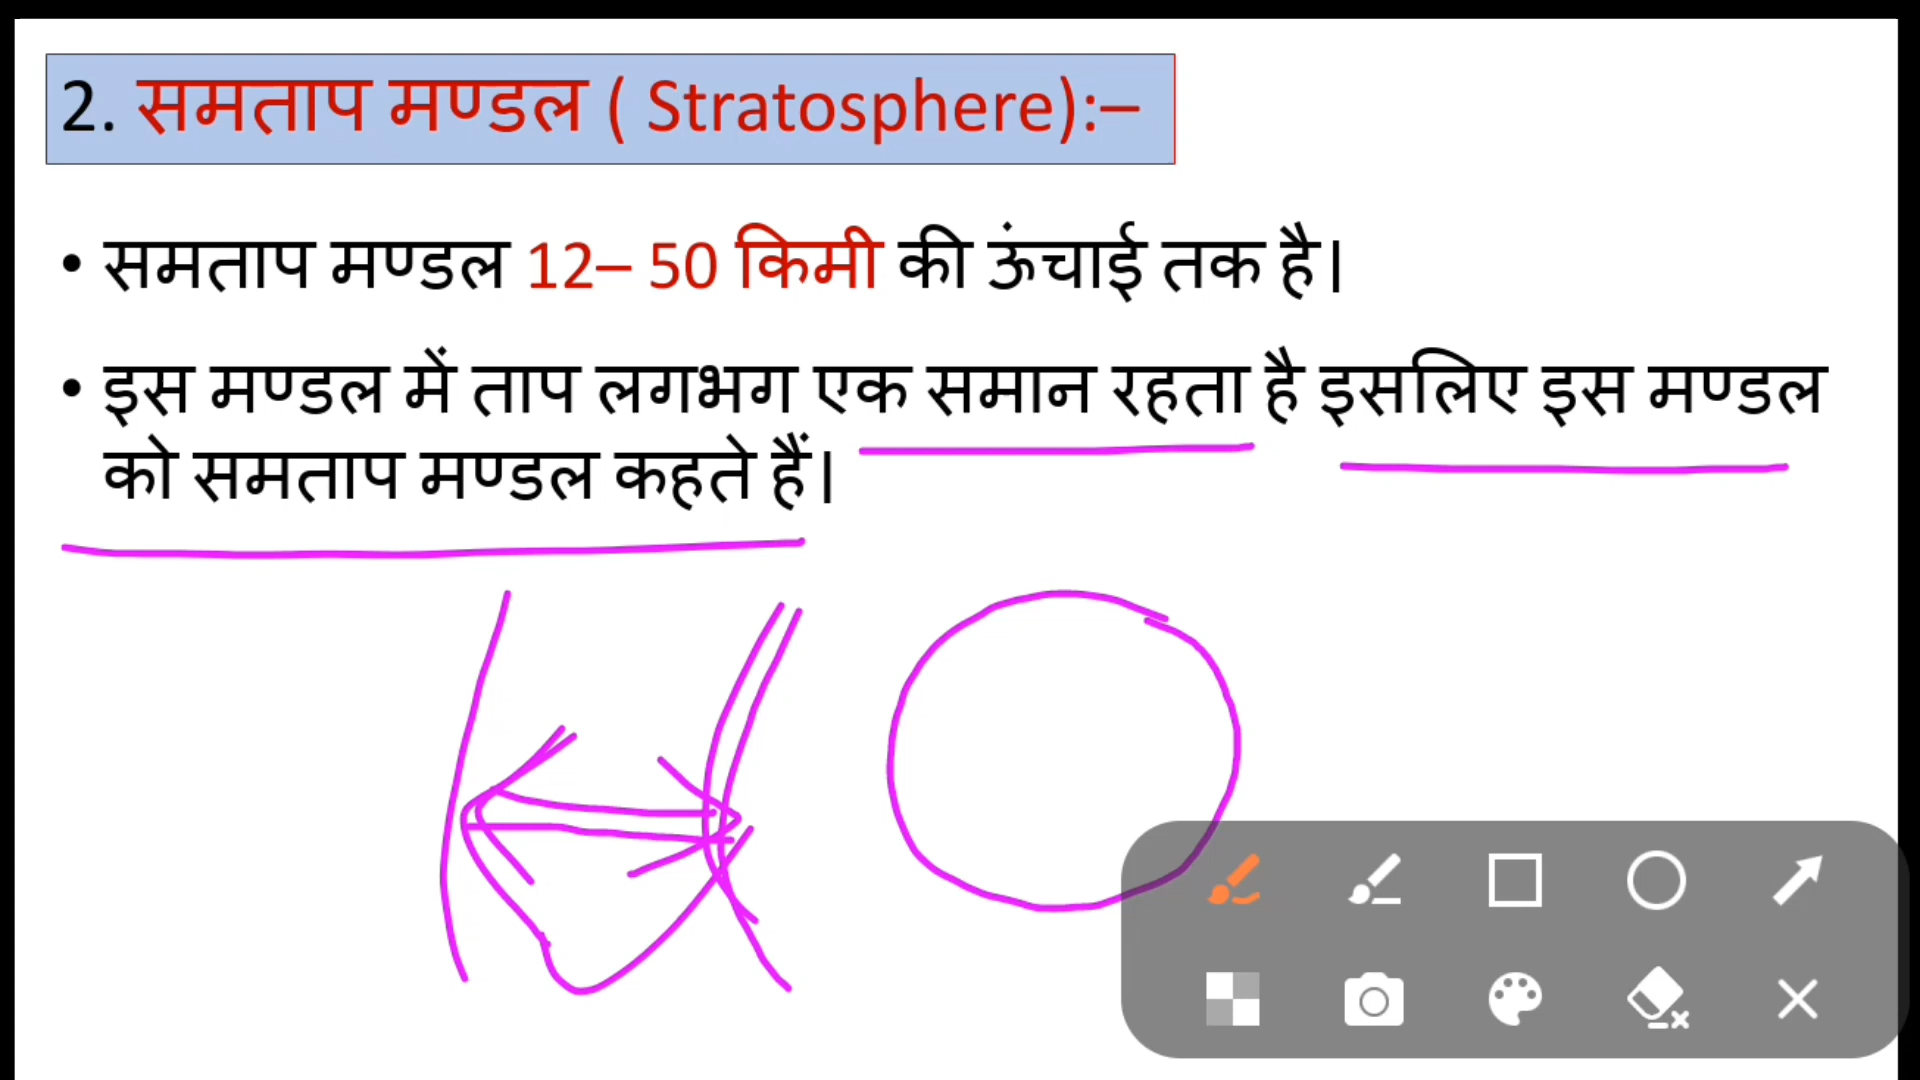 2. समताप मण्डल ( Stratosphere):–
• समताप मण्डल 12– 50 किमी की ऊंचाई तक है।
• इस मण्डल में ताप लगभग एक समान रहता है इसलिए इस मण्डल
को समताप मण्डल कहते हैं।